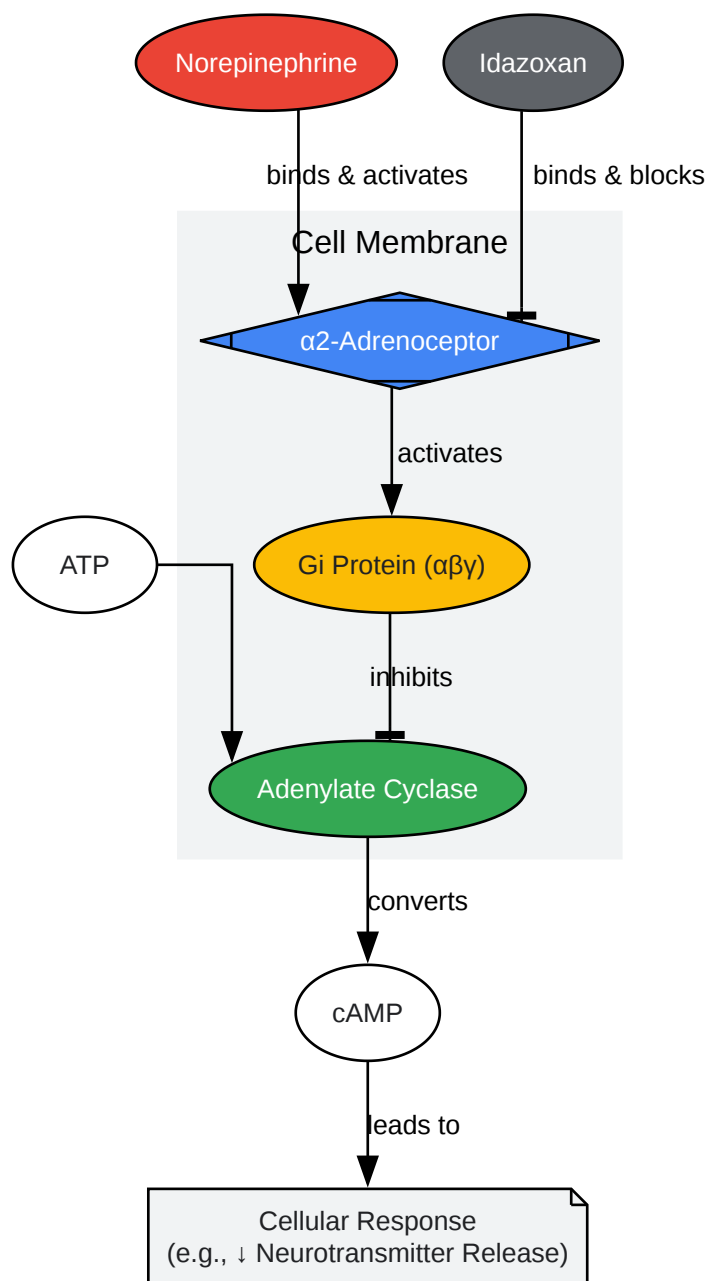 Norepinephrine
Idazoxan
binds & activates
binds & blocks
Cell Membrane
α2-Adrenoceptor
activates
ATP
Gi Protein (αβγ)
inhibits
Adenylate Cyclase
converts
cAMP
leads to
Cellular Response
(e.g., ↓ Neurotransmitter Release)